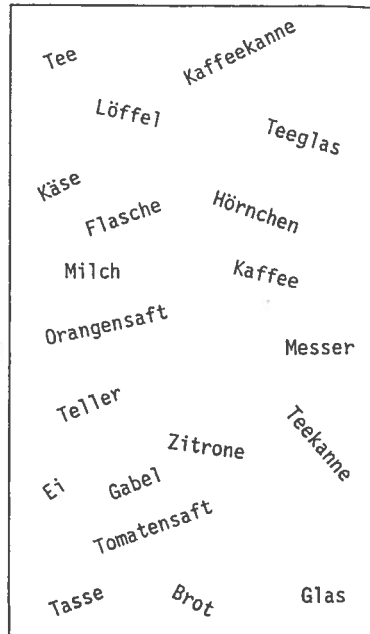 Tee
Kaffeekanne
Löffel
Teeglas
Käse
Flasche
Hörnchen
Milch
Kaffee
Orangensaft
Messer
Teller
Zitrone
Teekanne
Ei
Gabel
Tomatensaft
Tasse
Brot
Glas